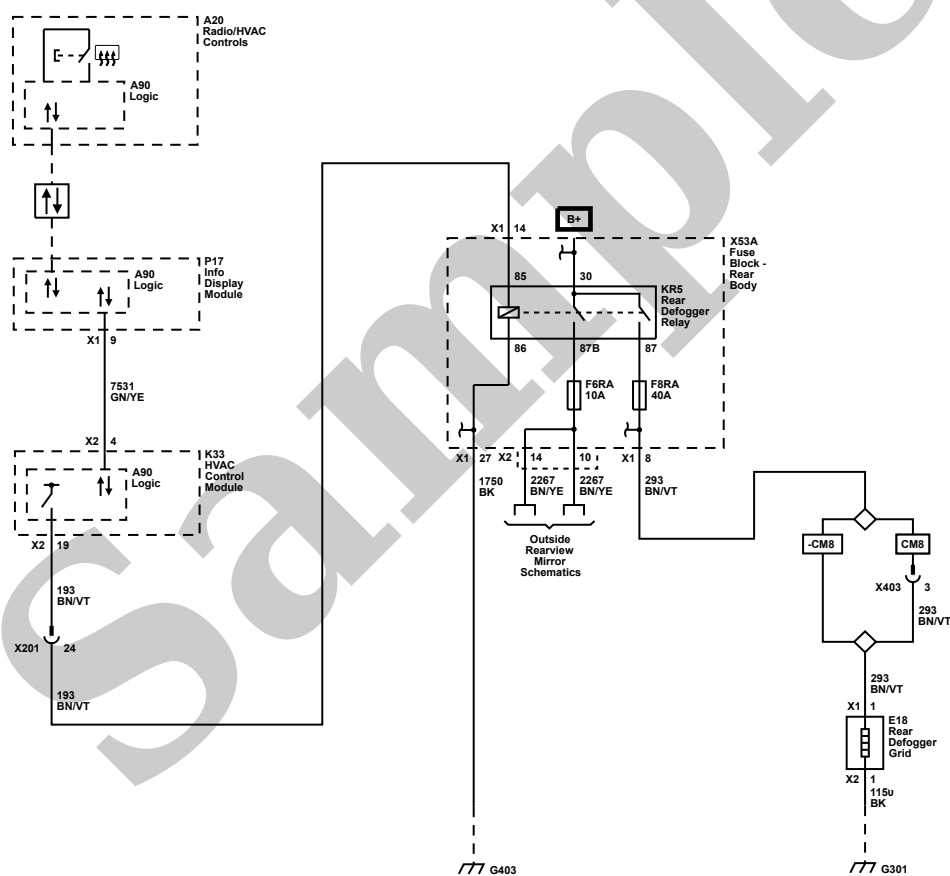 A20
Radio/HVAC
Controls
A90
Logic
P17
Info
Display
Module
A90
Logic
X1 9
7531
GN/YE
X2 4
K33
HVAC
Control
Module
A90
Logic
X2 19
193
BN/VT
X201 24
193
BN/VT
B+
X1 14
X53A
Fuse
Block -
Rear
Body
85 30
KR5
Rear
Defogger
Relay
86 87B 87
F6RA
10A
F8RA
40A
X1 27 X2 14 10 X1 8
1750
BK
2267
BN/YE
2267
BN/YE
293
BN/VT
Outside
Rearview
Mirror
Schematics
-CM8 CM8
X403 3
293
BN/VT
293
BN/VT
X1 1
E18
Rear
Defogger
Grid
X2 1
BK
G403
G301
Sample